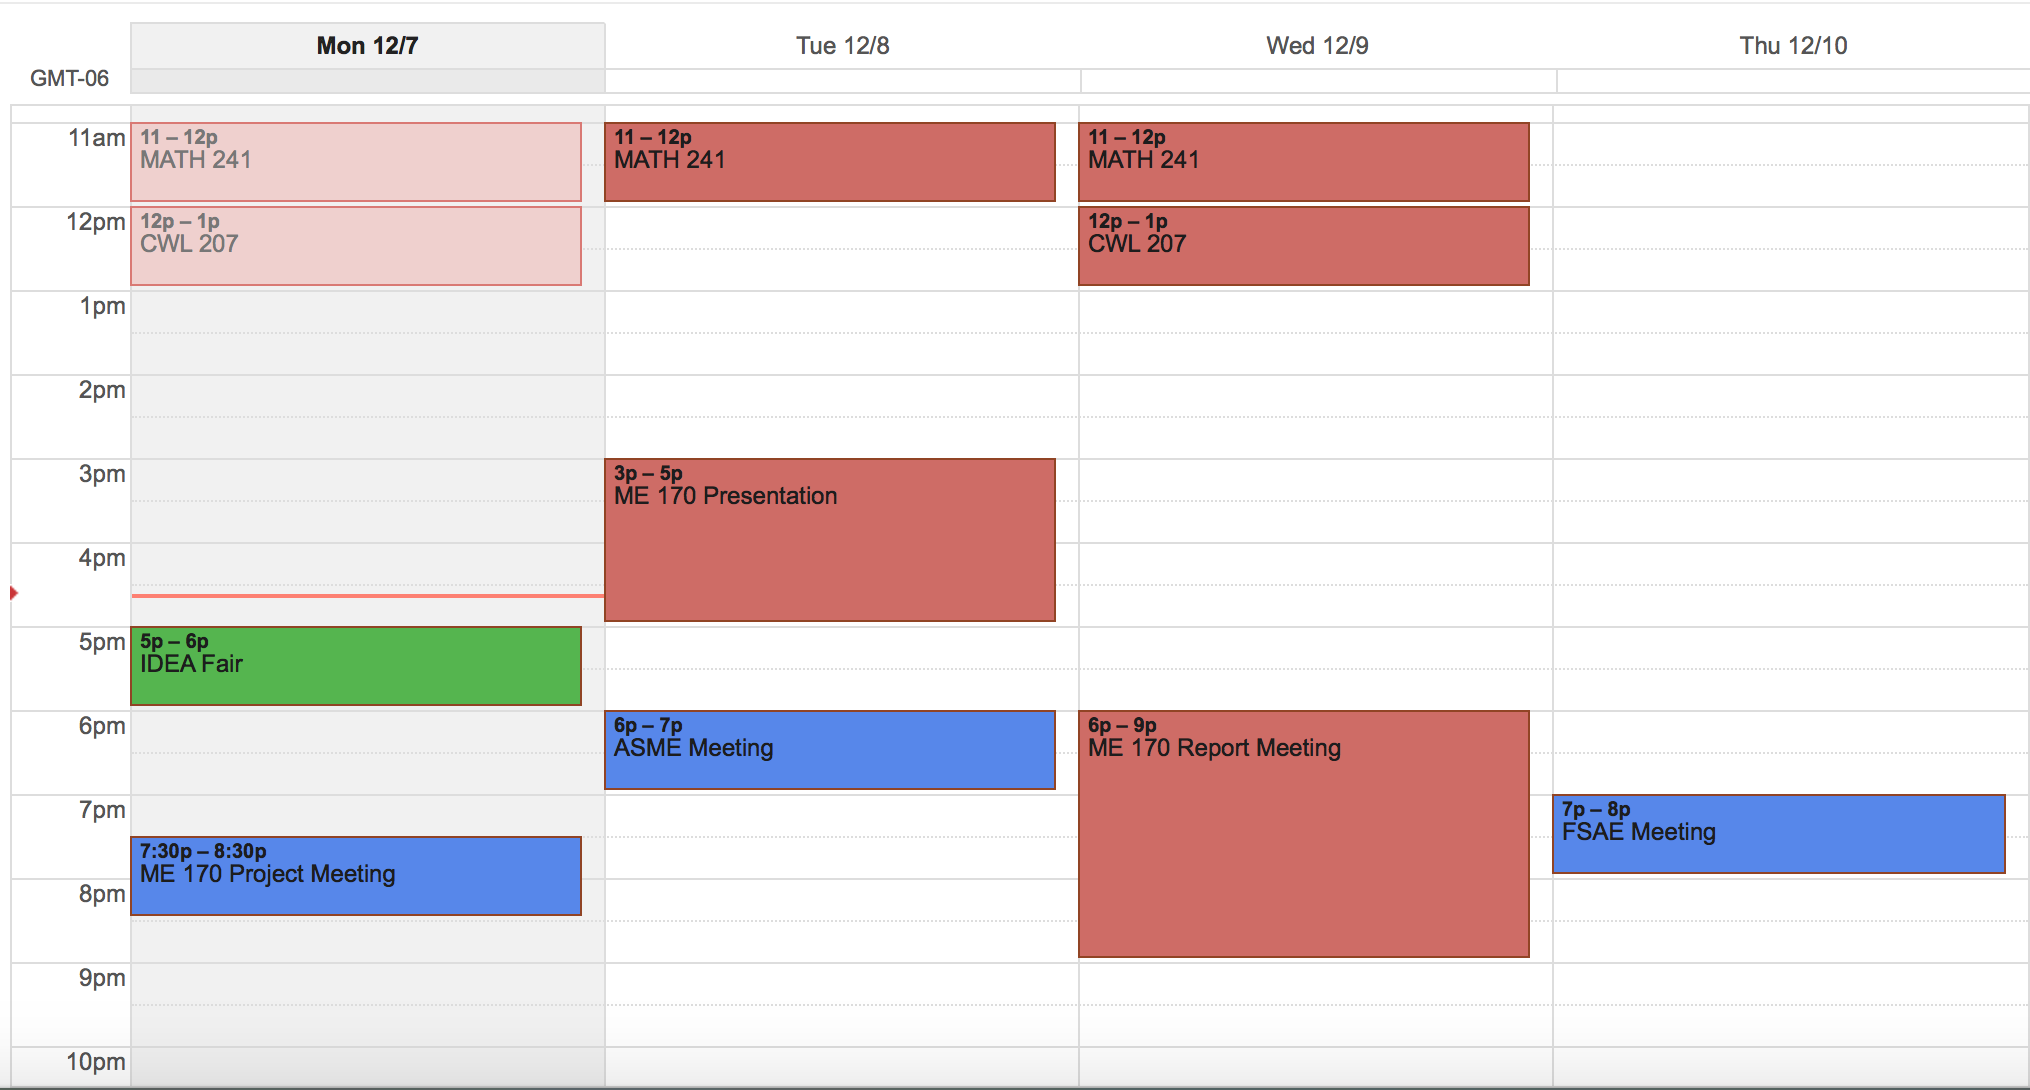 Mon 12/7
Tue 12/8
Wed 12/9
Thu 12/10
GMT-06
11am
12pm
1pm
2pm
3pm
4pm
5pm
6pm
7pm
8pm
9pm
10pm
11 – 12p
MATH 241
12p – 1p
CWL 207
5p – 6p
IDEA Fair
7:30p – 8:30p
ME 170 Project Meeting
11 – 12p
MATH 241
3p – 5p
ME 170 Presentation
6p – 7p
ASME Meeting
11 – 12p
MATH 241
12p – 1p
CWL 207
6p – 9p
ME 170 Report Meeting
7p – 8p
FSAE Meeting